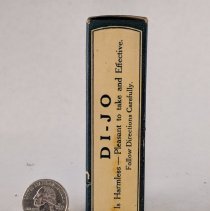 DI-JO
Is Harmless—Pleasant to take and Effective.
Follow Directions Carefully.